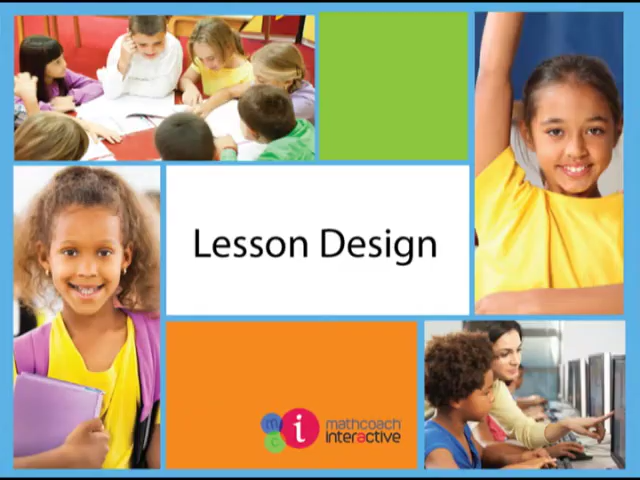 Lesson Design
m
c
i
mathcoach
interactive